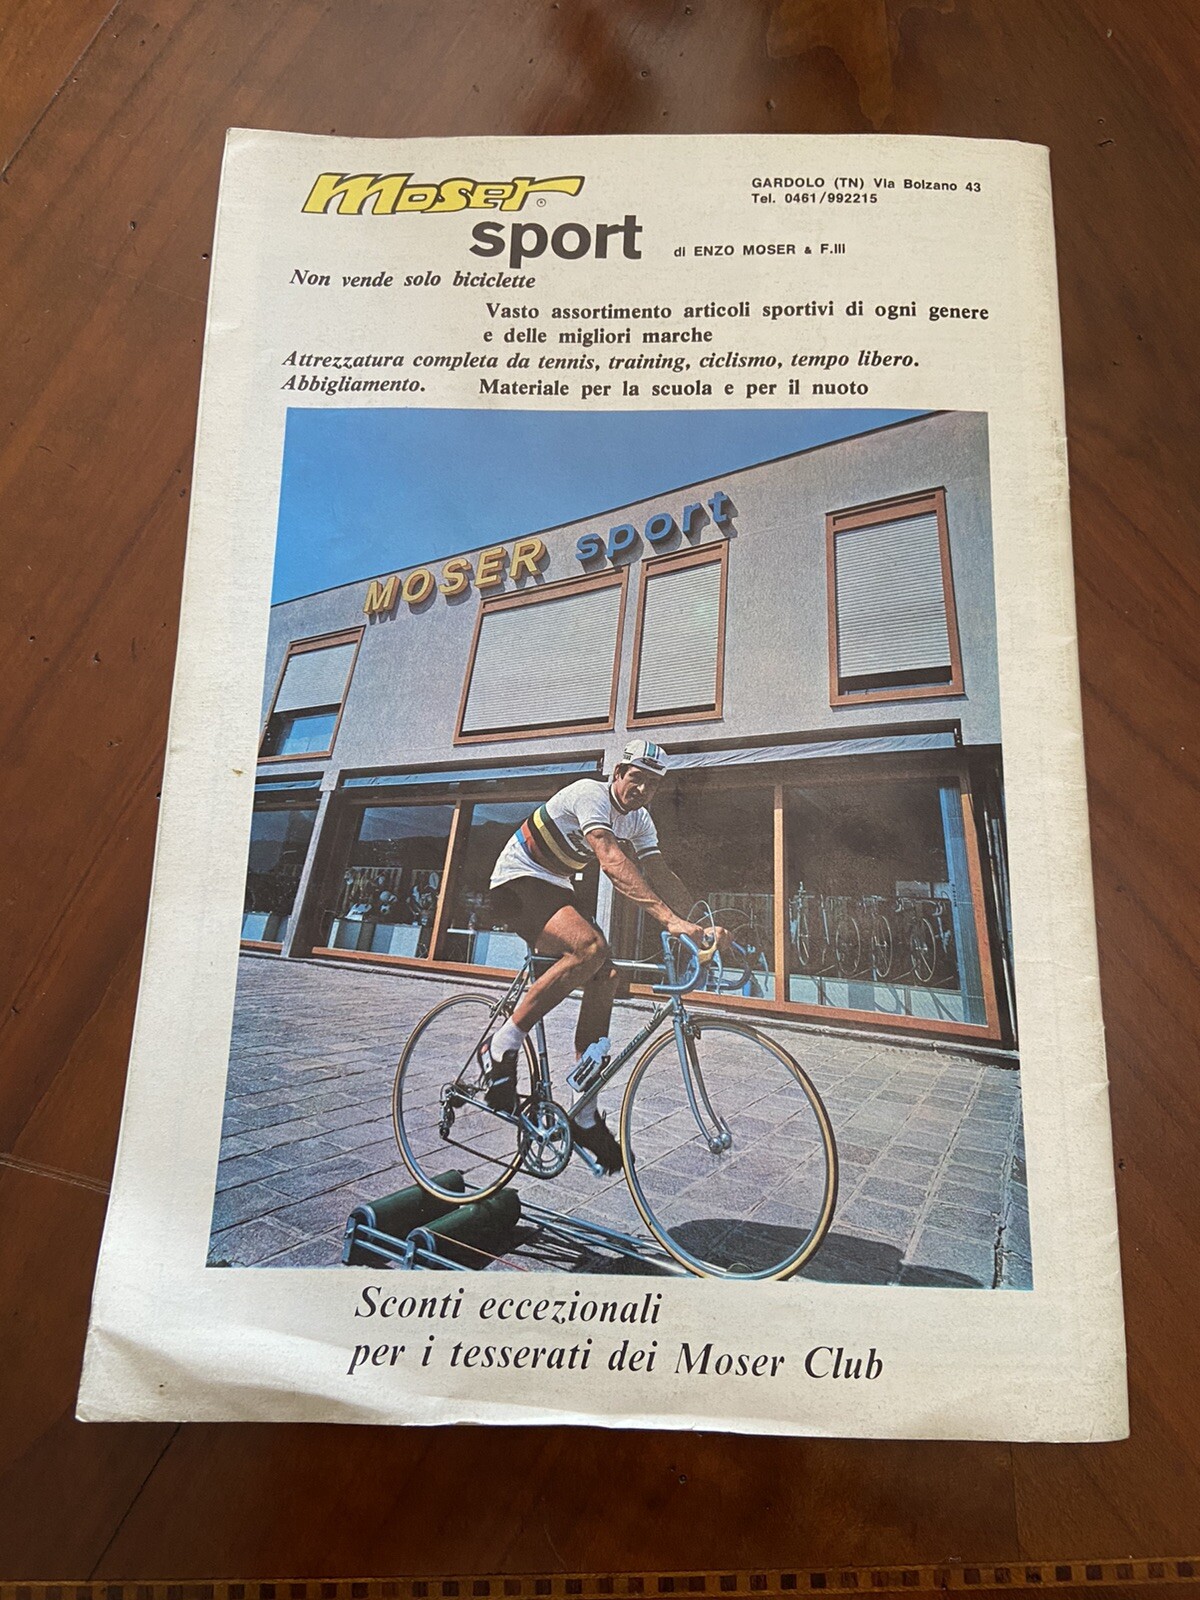 Moser®
sport
GARDOLO (TN) Via Bolzano 43
Tel. 0461/992215
di ENZO MOSER & F.lli
Non vende solo biciclette
Vasto assortimento articoli sportivi di ogni genere
e delle migliori marche
Attrezzatura completa da tennis, training, ciclismo, tempo libero.
Abbigliamento. Materiale per la scuola e per il nuoto
MOSER sport
Sconti eccezionali
per i tesserati dei Moser Club